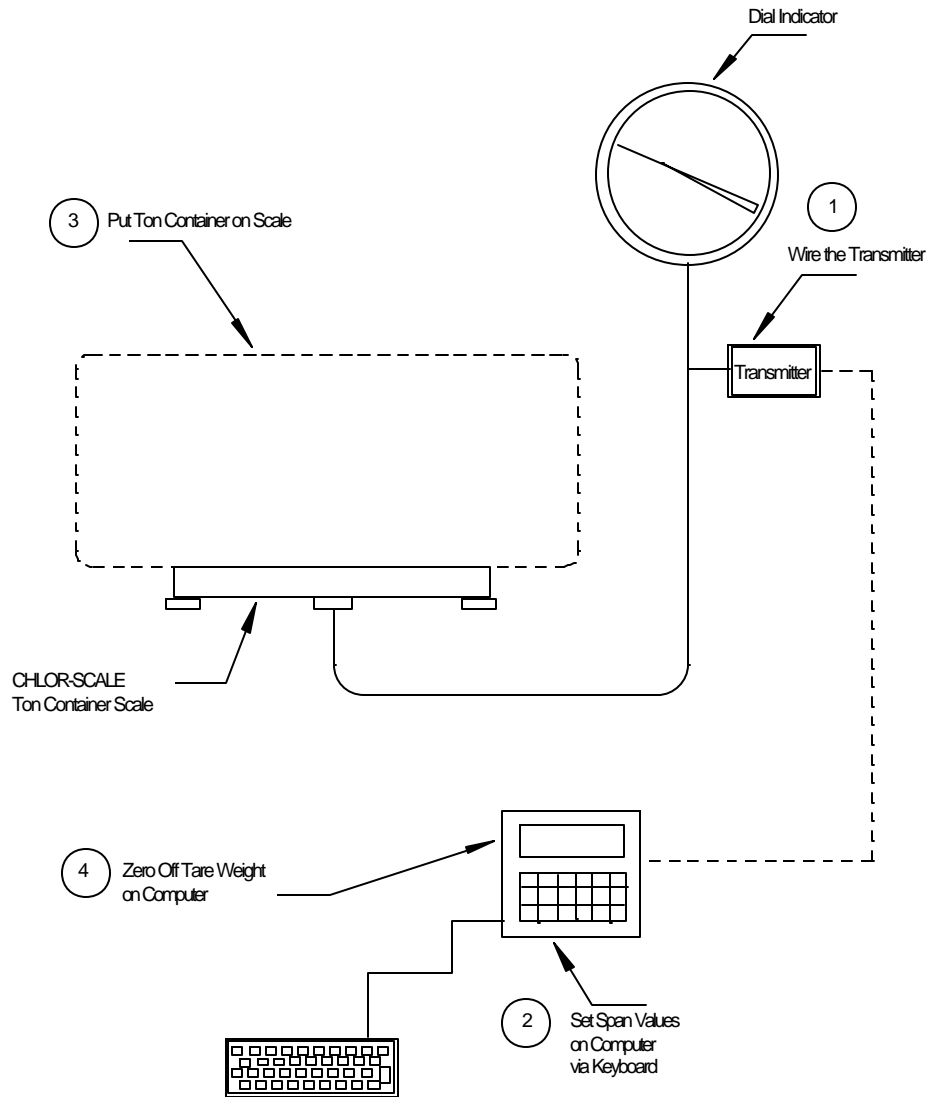 Dial Indicator
1
Wire the Transmitter
3
Put Ton Container on Scale
Transmitter
CHLOR-SCALE
Ton Container Scale
4
Zero Off Tare Weight
on Computer
2
Set Span Values
on Computer
via Keyboard